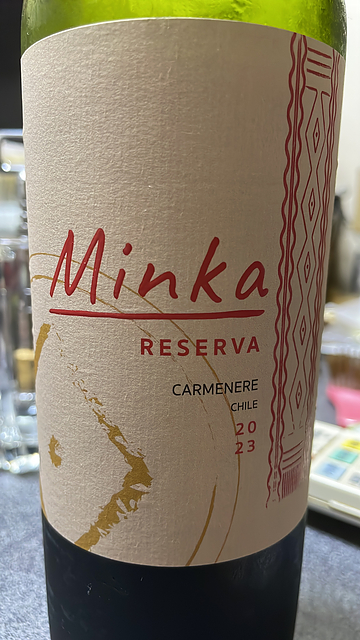 Minka
RESERVA
CARMENERE
CHILE
20
23